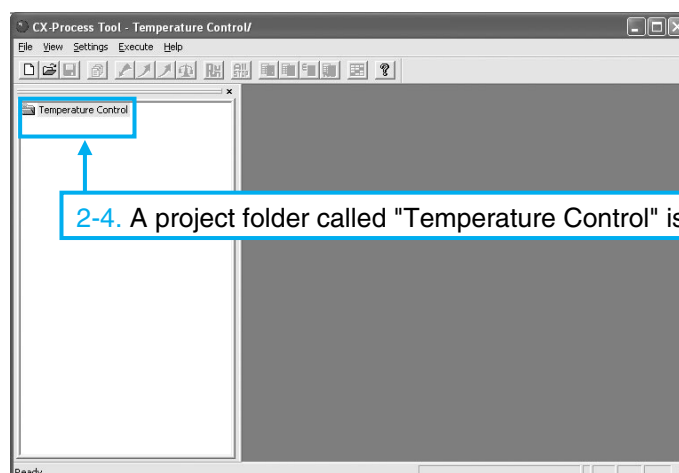 CX-Process Tool - Temperature Control/
File View Settings Execute Help
Temperature Control
2-4. A project folder called "Temperature Control" is
Ready